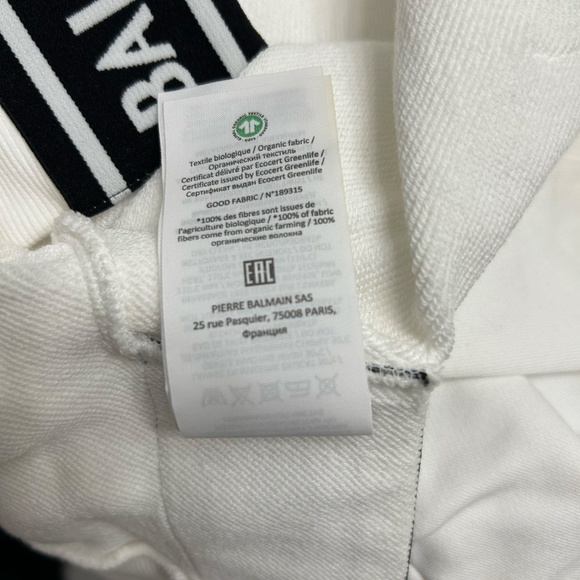 BAL
Textile biologique / Organic fabric /
Органический текстиль
Certificat délivré par Ecocert Greenlife/
Certificate issued by Ecocert Greenlife/
Сертификат выдан Ecocert Greenlife
GOOD FABRIC / N°189315
*100% des fibres sont issues de
l'agriculture biologique / *100% of fabric
fibers come from organic farming / 100%
органические волокна
EAC
PIERRE BALMAIN SAS
25 rue Pasquier, 75008 PARIS,
Франция